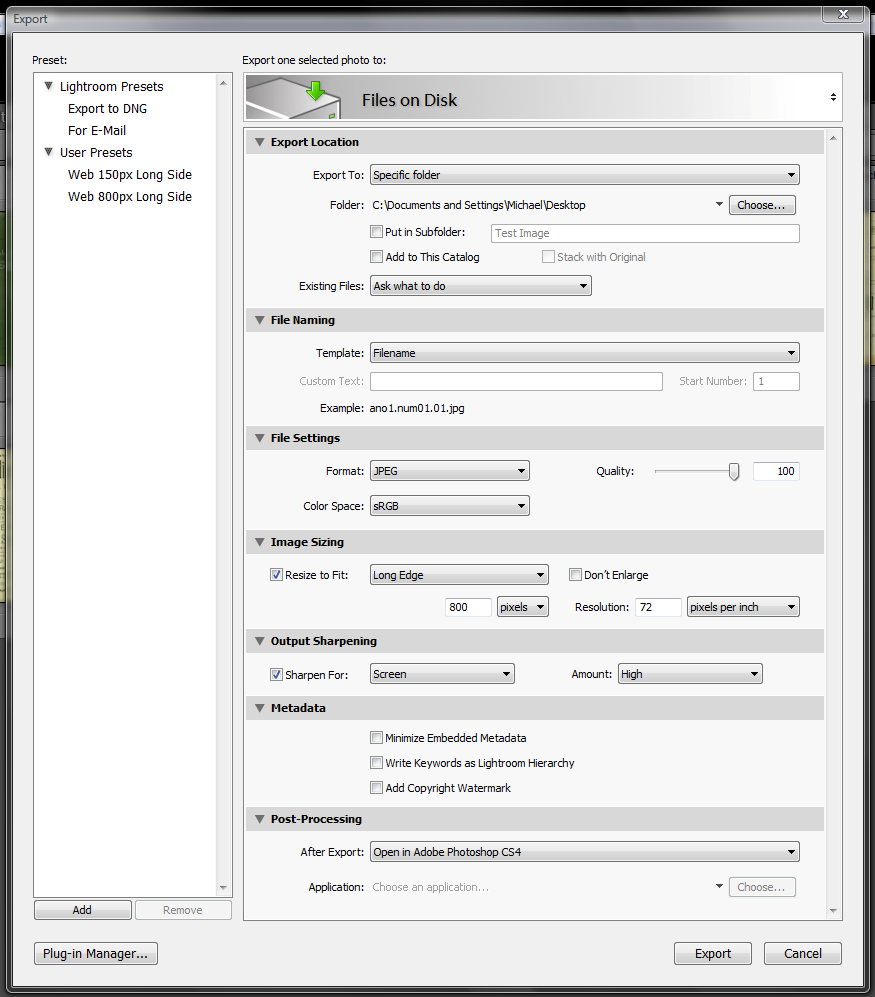 Export
Preset:
Export one selected photo to:
Lightroom Presets
Export to DNG
For E-Mail
User Presets
Web 150px Long Side
Web 800px Long Side
Add
Remove
Files on Disk
Export Location
Export To: Specific folder
Folder: C:\Documents and Settings\Michael\Desktop Choose...
Put in Subfolder: Test Image
Add to This Catalog Stack with Original
Existing Files: Ask what to do
File Naming
Template: Filename
Custom Text: Start Number: 1
Example: ano1.num01.01.jpg
File Settings
Format: JPEG Quality: 100
Color Space: sRGB
Image Sizing
Resize to Fit: Long Edge Don't Enlarge
800 pixels Resolution: 72 pixels per inch
Output Sharpening
Sharpen For: Screen Amount: High
Metadata
Minimize Embedded Metadata
Write Keywords as Lightroom Hierarchy
Add Copyright Watermark
Post-Processing
After Export: Open in Adobe Photoshop CS4
Application: Choose an application... Choose...
Plug-in Manager... Export Cancel